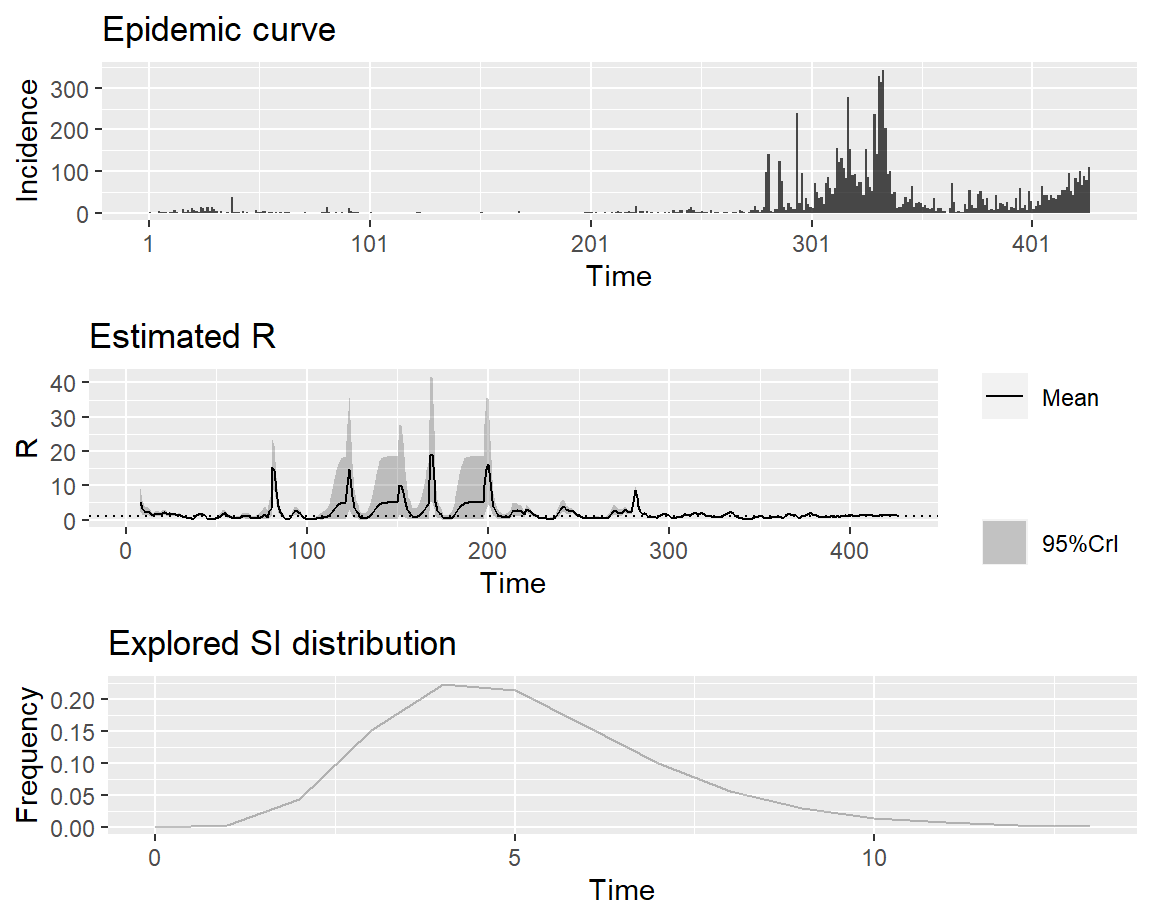 Epidemic curve
Incidence
300
200
100
0
1 101 201 301 401
Time
Estimated R
R
40
30
20
10
0
0 100 200 300 400
Time
Mean
95%CrI
Explored SI distribution
Frequency
0.20
0.15
0.10
0.05
0.00
0 5 10
Time